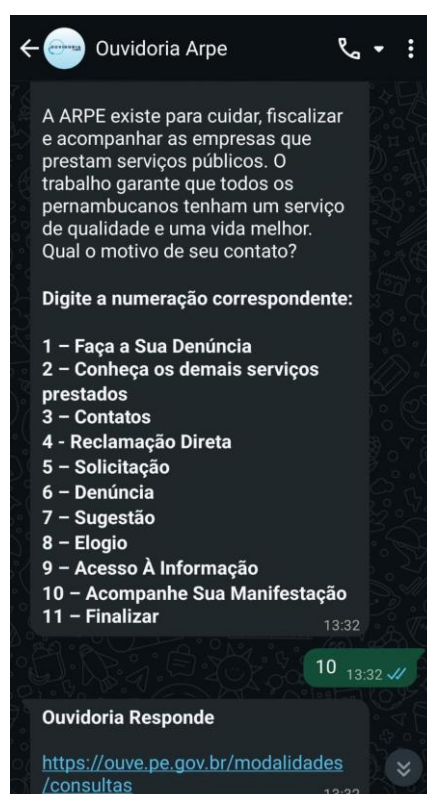 Ouvidoria Arpe
A ARPE existe para cuidar, fiscalizar
e acompanhar as empresas que
prestam serviços públicos. O
trabalho garante que todos os
pernambucanos tenham um serviço
de qualidade e uma vida melhor.
Qual o motivo de seu contato?
Digite a numeração correspondente:
1 – Faça a Sua Denúncia
2 – Conheça os demais serviços
prestados
3 – Contatos
4 - Reclamação Direta
5 – Solicitação
6 – Denúncia
7 – Sugestão
8 – Elogio
9 – Acesso À Informação
10 – Acompanhe Sua Manifestação
11 – Finalizar
13:32
10 13:32
Ouvidoria Responde
https://ouve.pe.gov.br/modalidades
/consultas
13:32